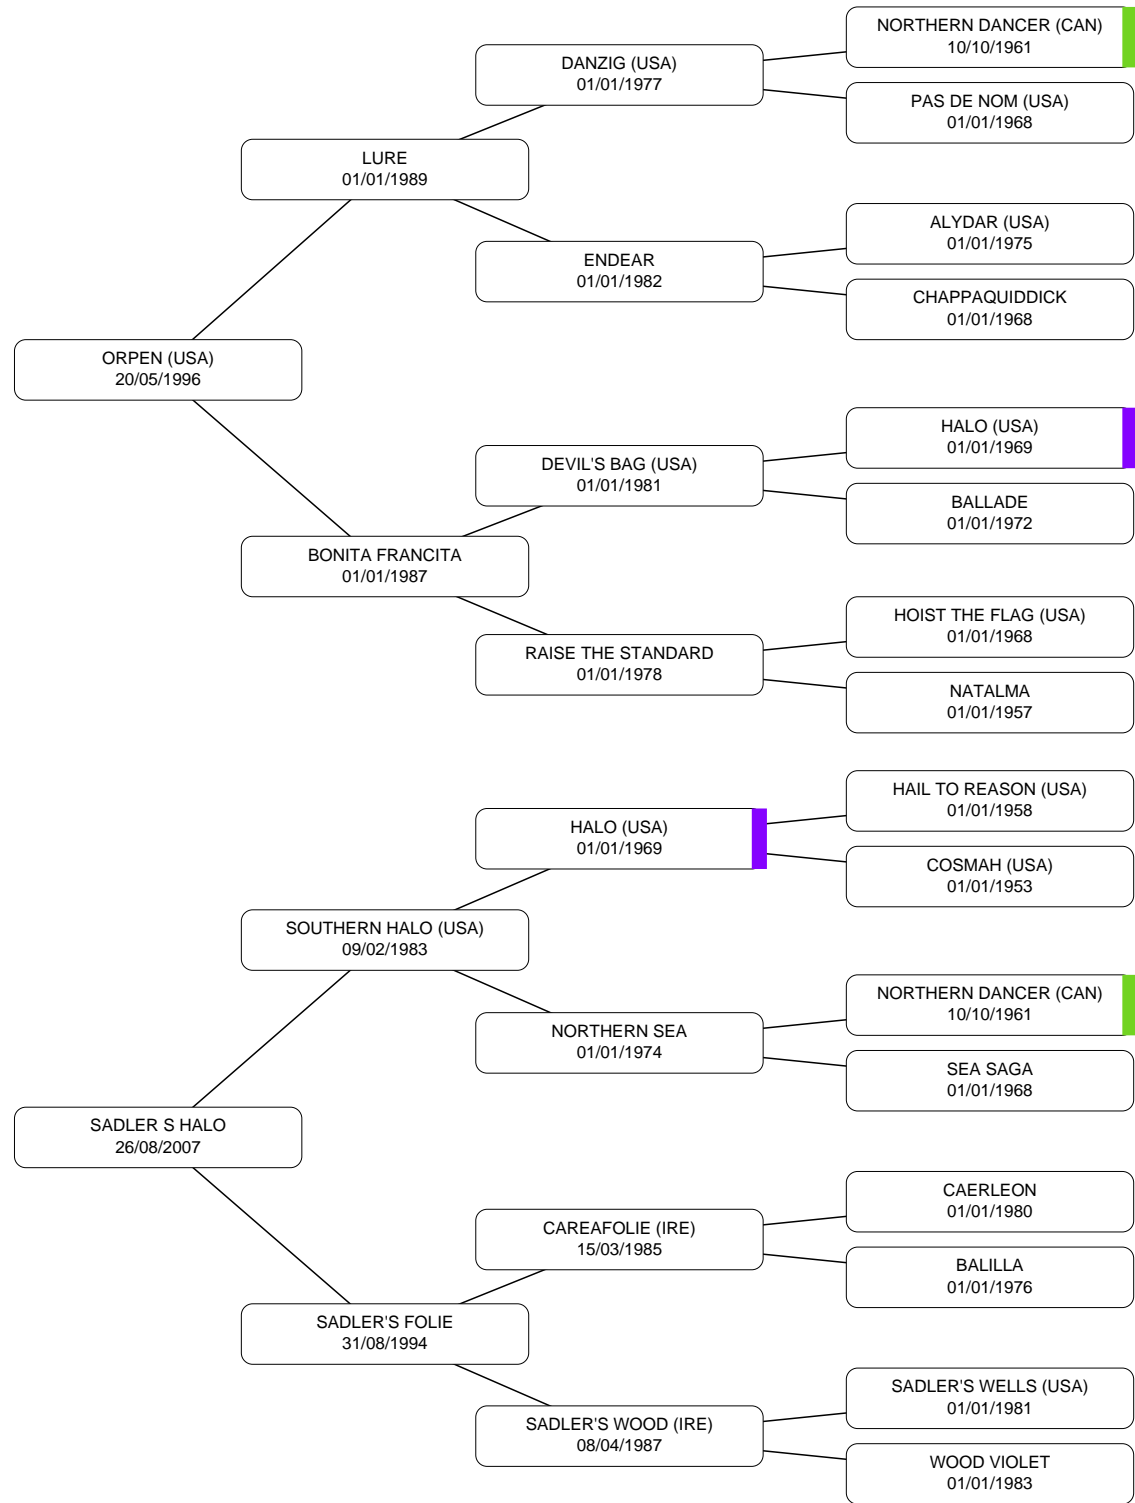 NORTHERN DANCER (CAN)
10/10/1961
DANZIG (USA)
01/01/1977
PAS DE NOM (USA)
01/01/1968
LURE
01/01/1989
ALYDAR (USA)
01/01/1975
ENDEAR
01/01/1982
CHAPPAQUIDDICK
01/01/1968
ORPEN (USA)
20/05/1996
HALO (USA)
01/01/1969
DEVIL'S BAG (USA)
01/01/1981
BALLADE
01/01/1972
BONITA FRANCITA
01/01/1987
HOIST THE FLAG (USA)
01/01/1968
RAISE THE STANDARD
01/01/1978
NATALMA
01/01/1957
HAIL TO REASON (USA)
01/01/1958
HALO (USA)
01/01/1969
COSMAH (USA)
01/01/1953
SOUTHERN HALO (USA)
09/02/1983
NORTHERN DANCER (CAN)
10/10/1961
NORTHERN SEA
01/01/1974
SEA SAGA
01/01/1968
SADLER S HALO
26/08/2007
CAERLEON
01/01/1980
CAREAFOLIE (IRE)
15/03/1985
BALILLA
01/01/1976
SADLER'S FOLIE
31/08/1994
SADLER'S WELLS (USA)
01/01/1981
SADLER'S WOOD (IRE)
08/04/1987
WOOD VIOLET
01/01/1983